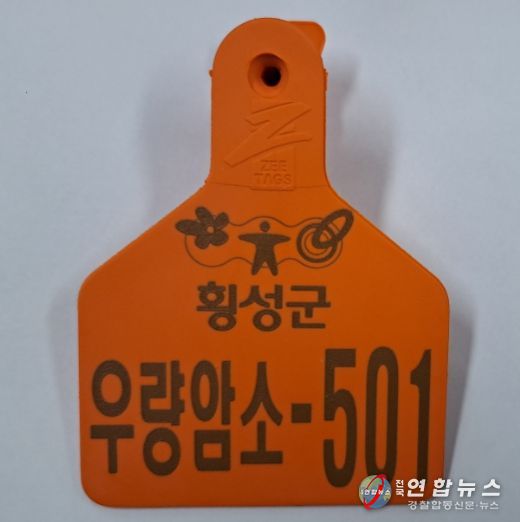 ZEE
TAGS
횡성군
우량암소-501
전국연합뉴스
경찰합동신문·뉴스